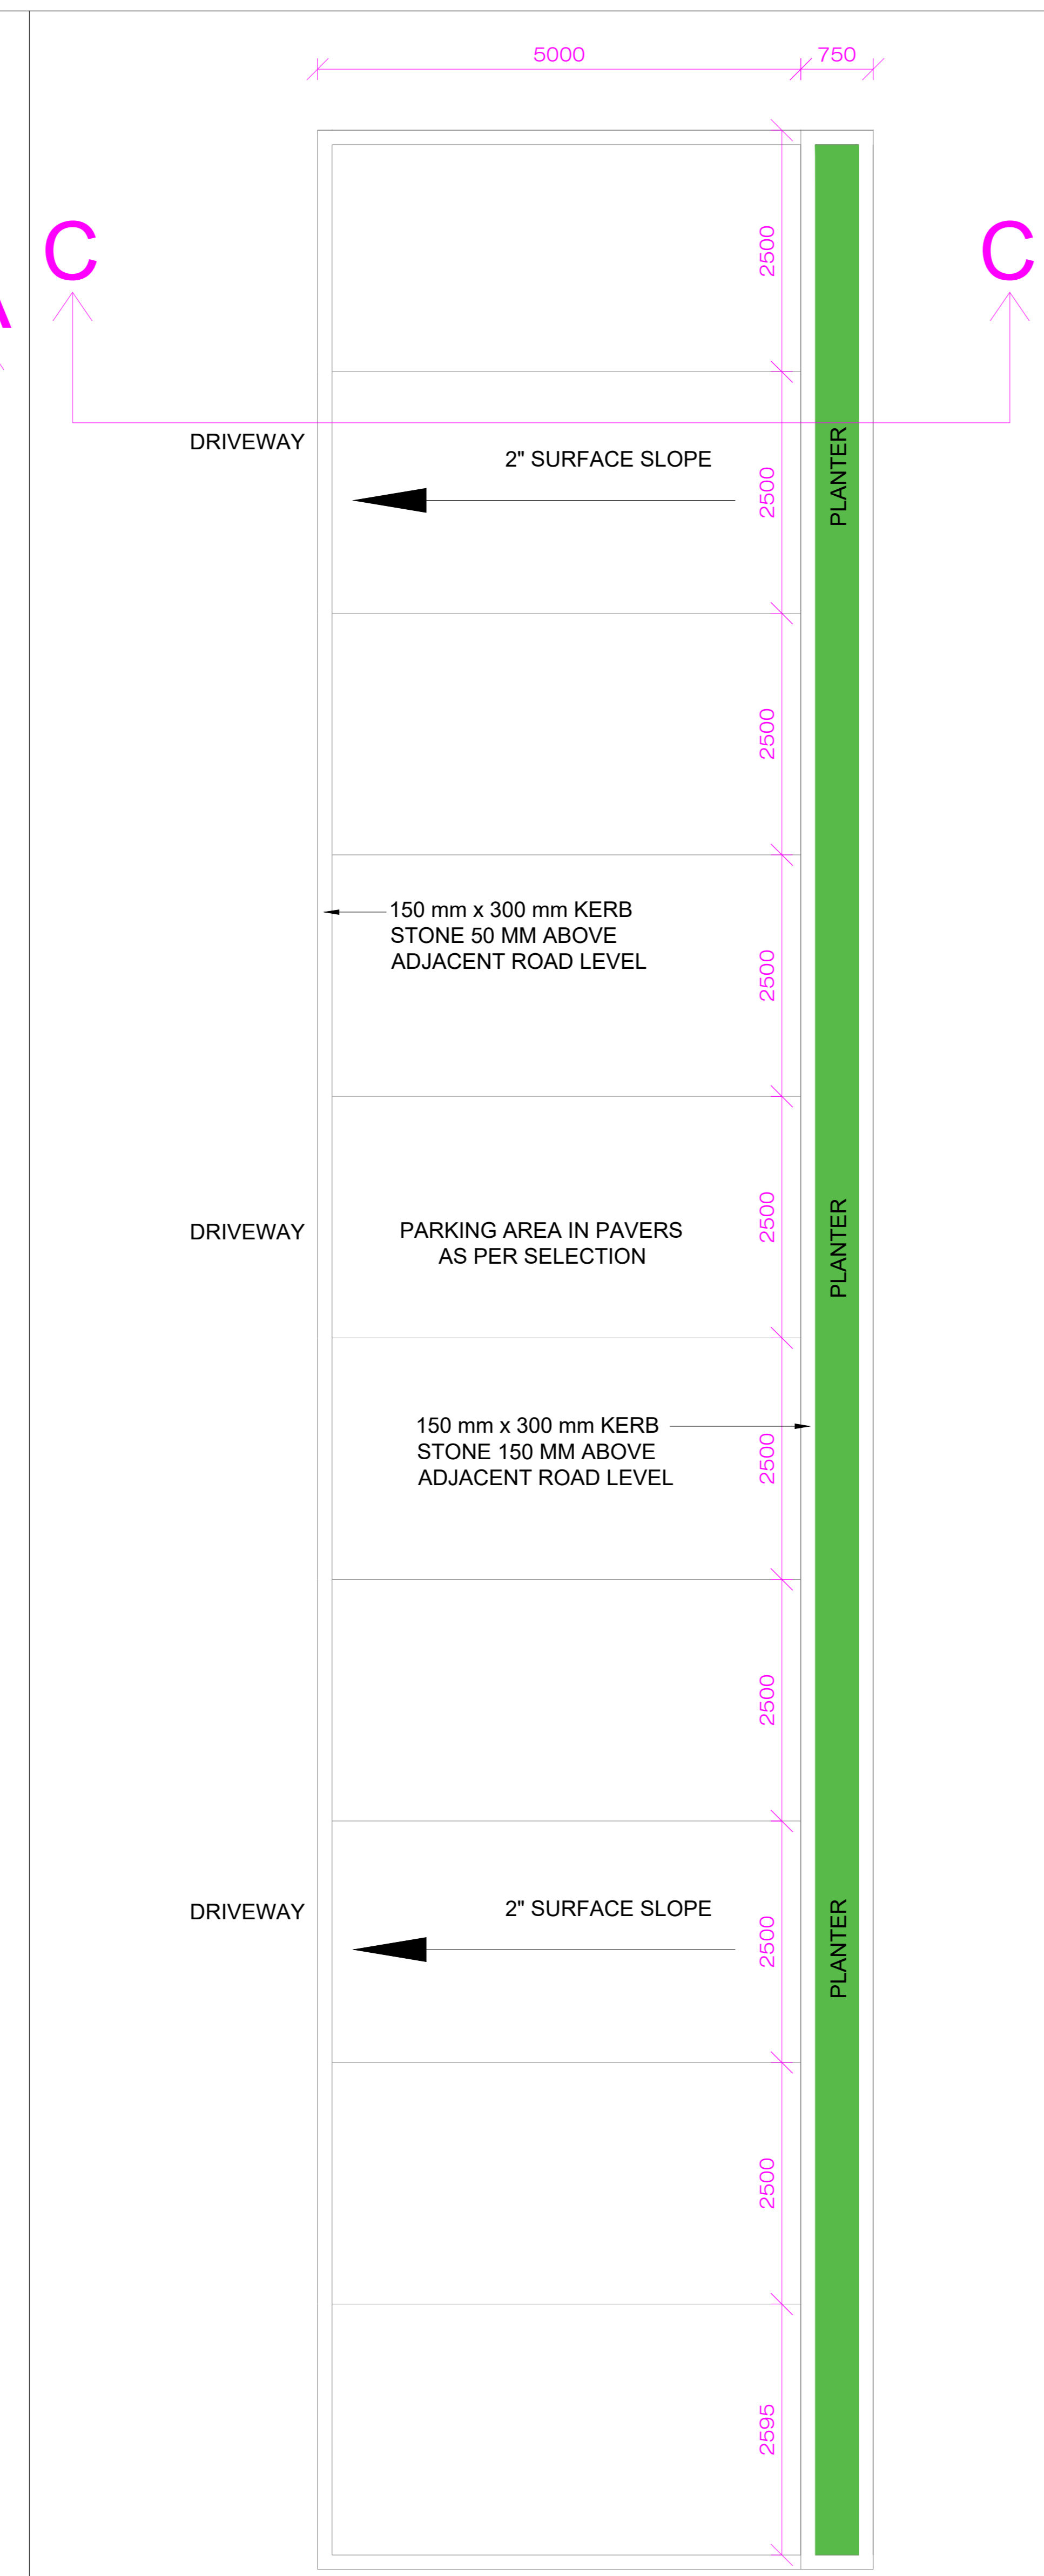 5000
750
C
C
A
2500
DRIVEWAY
2" SURFACE SLOPE
2500
PLANTER
2500
150 mm x 300 mm KERB
STONE 50 MM ABOVE
ADJACENT ROAD LEVEL
2500
DRIVEWAY
PARKING AREA IN PAVERS
AS PER SELECTION
2500
PLANTER
150 mm x 300 mm KERB
STONE 150 MM ABOVE
ADJACENT ROAD LEVEL
2500
2500
DRIVEWAY
2" SURFACE SLOPE
2500
PLANTER
2500
2595